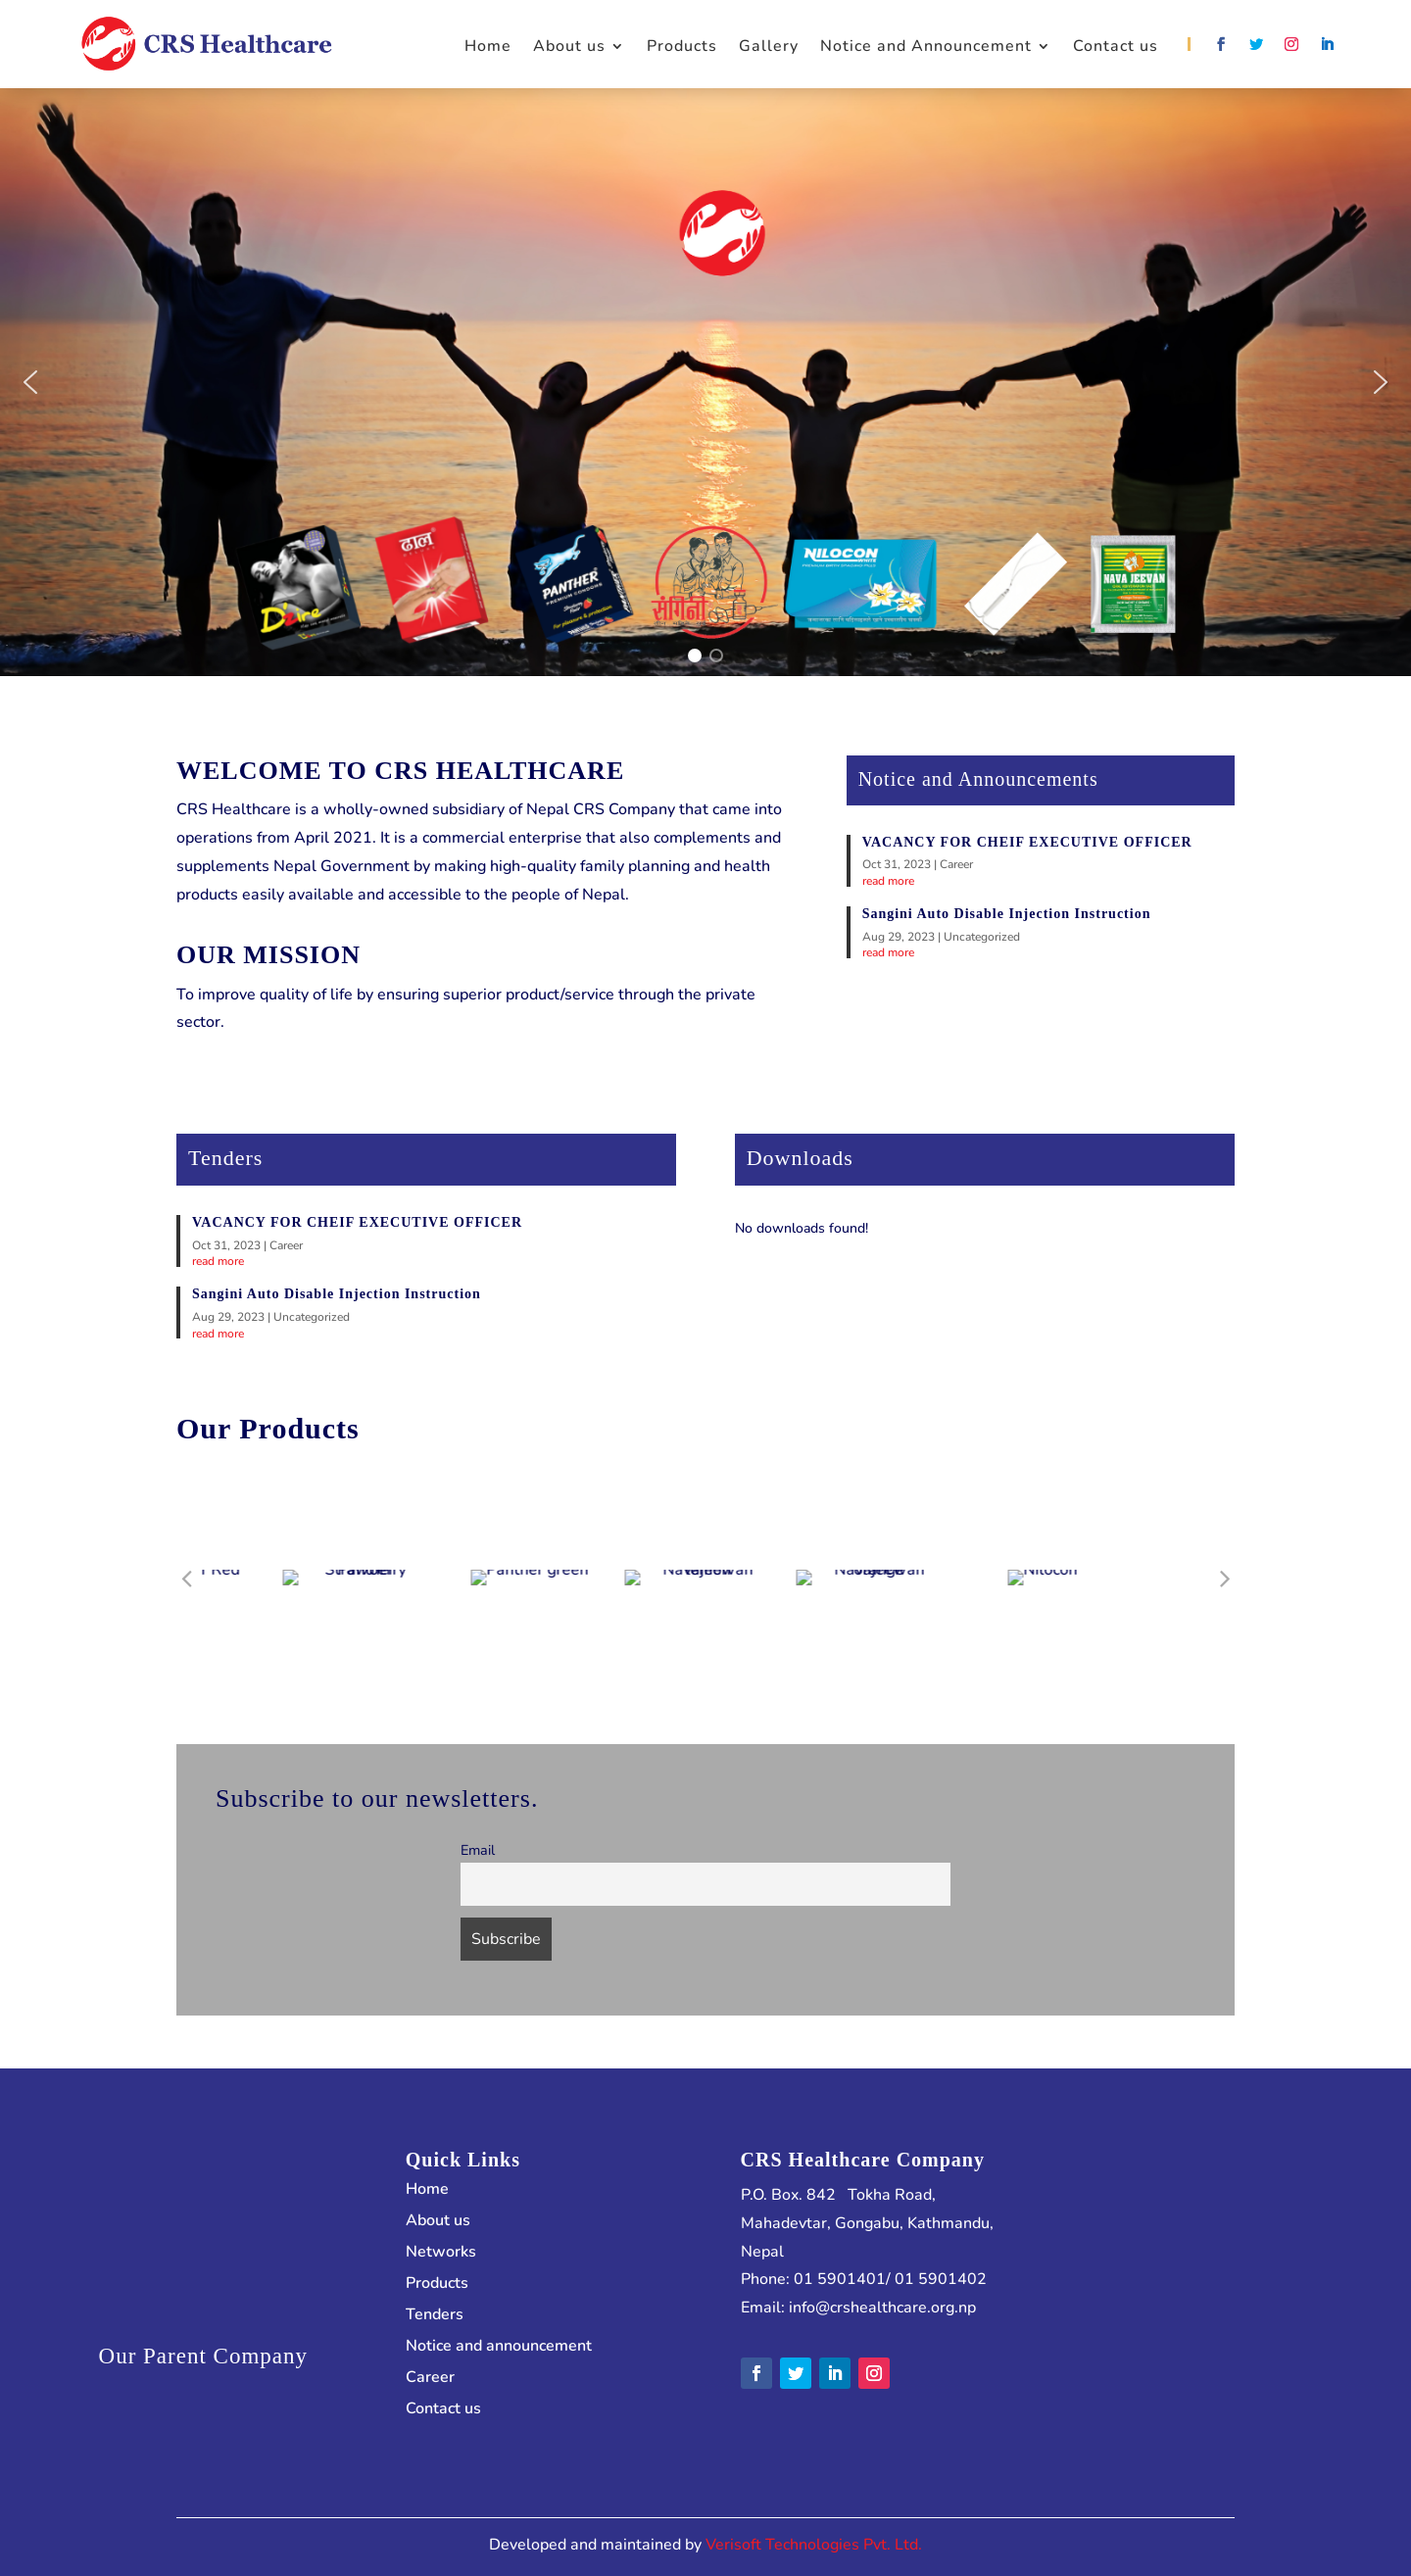 CRS Healthcare
Home About us Products Gallery Notice and Announcement Contact us
D'zire
ढाल
PANTHER
PREMIUM CONDOMS
संगिनी
NILOCON
NAVA JEEVAN
WELCOME TO CRS HEALTHCARE
CRS Healthcare is a wholly-owned subsidiary of Nepal CRS Company that came into
operations from April 2021. It is a commercial enterprise that also complements and
supplements Nepal Government by making high-quality family planning and health
products easily available and accessible to the people of Nepal.
OUR MISSION
To improve quality of life by ensuring superior product/service through the private
sector.
Notice and Announcements
VACANCY FOR CHEIF EXECUTIVE OFFICER
Oct 31, 2023 | Career
read more
Sangini Auto Disable Injection Instruction
Aug 29, 2023 | Uncategorized
read more
Tenders
VACANCY FOR CHEIF EXECUTIVE OFFICER
Oct 31, 2023 | Career
read more
Sangini Auto Disable Injection Instruction
Aug 29, 2023 | Uncategorized
read more
Downloads
No downloads found!
Our Products
Red
Strawberry
Panther green
Navajeewan
Navajeewan
Nilocon
Subscribe to our newsletters.
Email
Subscribe
Our Parent Company
Quick Links
Home
About us
Networks
Products
Tenders
Notice and announcement
Career
Contact us
CRS Healthcare Company
P.O. Box. 842 Tokha Road,
Mahadevtar, Gongabu, Kathmandu,
Nepal
Phone: 01 5901401/ 01 5901402
Email: info@crshealthcare.org.np
Developed and maintained by Verisoft Technologies Pvt. Ltd.